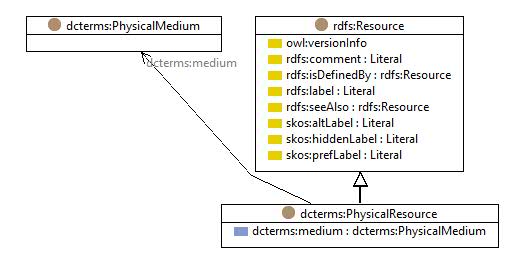 dcterms:PhysicalMedium
dcterms:medium
rdfs:Resource
owl:versionInfo
rdfs:comment : Literal
rdfs:isDefinedBy : rdfs:Resource
rdfs:label : Literal
rdfs:seeAlso : rdfs:Resource
skos:altLabel : Literal
skos:hiddenLabel : Literal
skos:prefLabel : Literal
dcterms:PhysicalResource
dcterms:medium : dcterms:PhysicalMedium